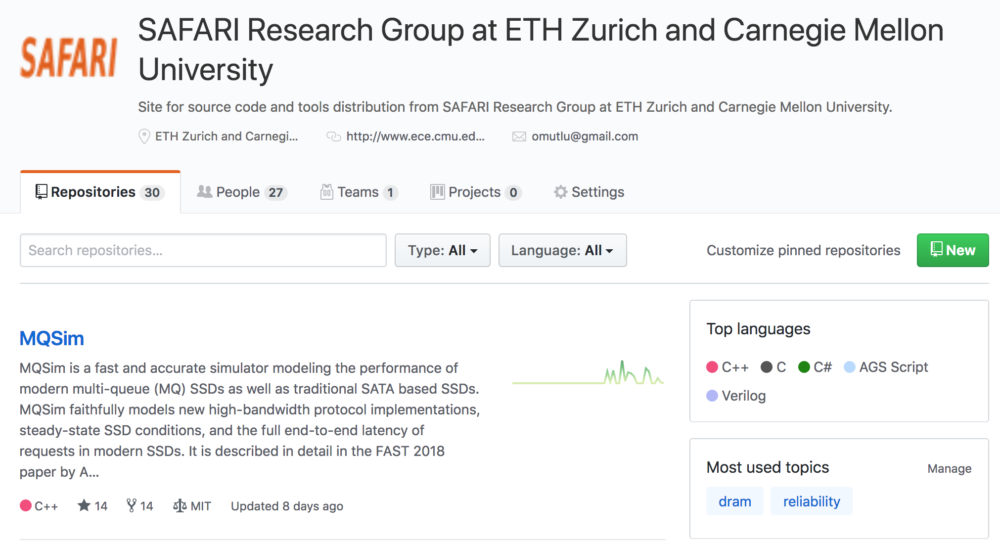 SAFARI
SAFARI Research Group at ETH Zurich and Carnegie Mellon
University
Site for source code and tools distribution from SAFARI Research Group at ETH Zurich and Carnegie Mellon University.
ETH Zurich and Carnegi... http://www.ece.cmu.ed... omutlu@gmail.com
Repositories 30 People 27 Teams 1 Projects 0 Settings
Search repositories... Type: All Language: All Customize pinned repositories New
MQSim
MQSim is a fast and accurate simulator modeling the performance of
modern multi-queue (MQ) SSDs as well as traditional SATA based SSDs.
MQSim faithfully models new high-bandwidth protocol implementations,
steady-state SSD conditions, and the full end-to-end latency of
requests in modern SSDs. It is described in detail in the FAST 2018
paper by A...
C++ 14 14 MIT Updated 8 days ago
Top languages
C++ C C# AGS Script
Verilog
Most used topics Manage
dram reliability